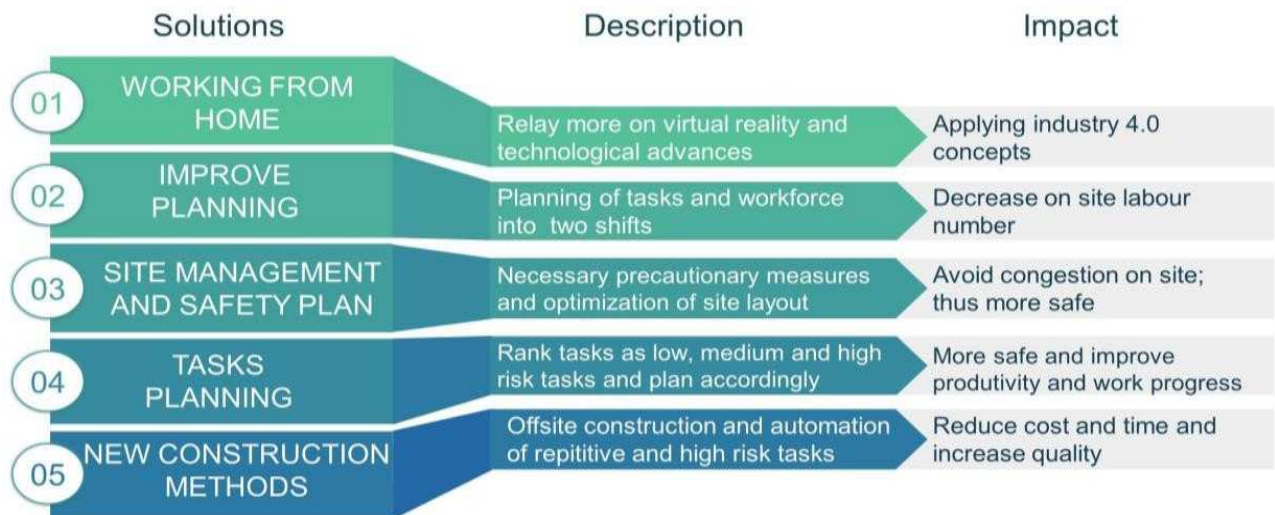 Solutions
Description
Impact
01
WORKING FROM
HOME
Relay more on virtual reality and
technological advances
Applying industry 4.0
concepts
02
IMPROVE
PLANNING
Planning of tasks and workforce
into two shifts
Decrease on site labour
number
03
SITE MANAGEMENT
AND SAFETY PLAN
Necessary precautionary measures
and optimization of site layout
Avoid congestion on site;
thus more safe
04
TASKS
PLANNING
Rank tasks as low, medium and high
risk tasks and plan accordingly
More safe and improve
produtivity and work progress
05
NEW CONSTRUCTION
METHODS
Offsite construction and automation
of repititive and high risk tasks
Reduce cost and time and
increase quality